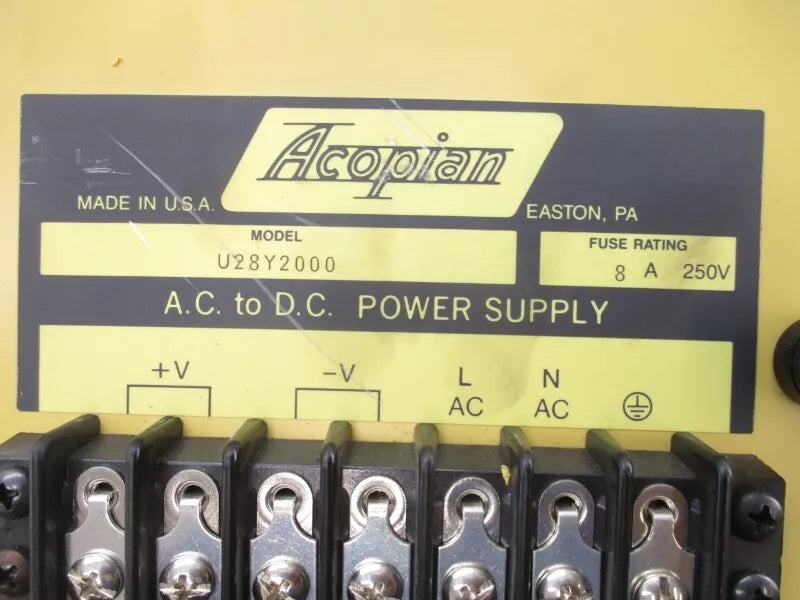 Acopian
MADE IN U.S.A.
EASTON, PA
MODEL
U28Y2000
FUSE RATING
8 A 250V
A.C. to D.C. POWER SUPPLY
+V
-V
L
AC
N
AC